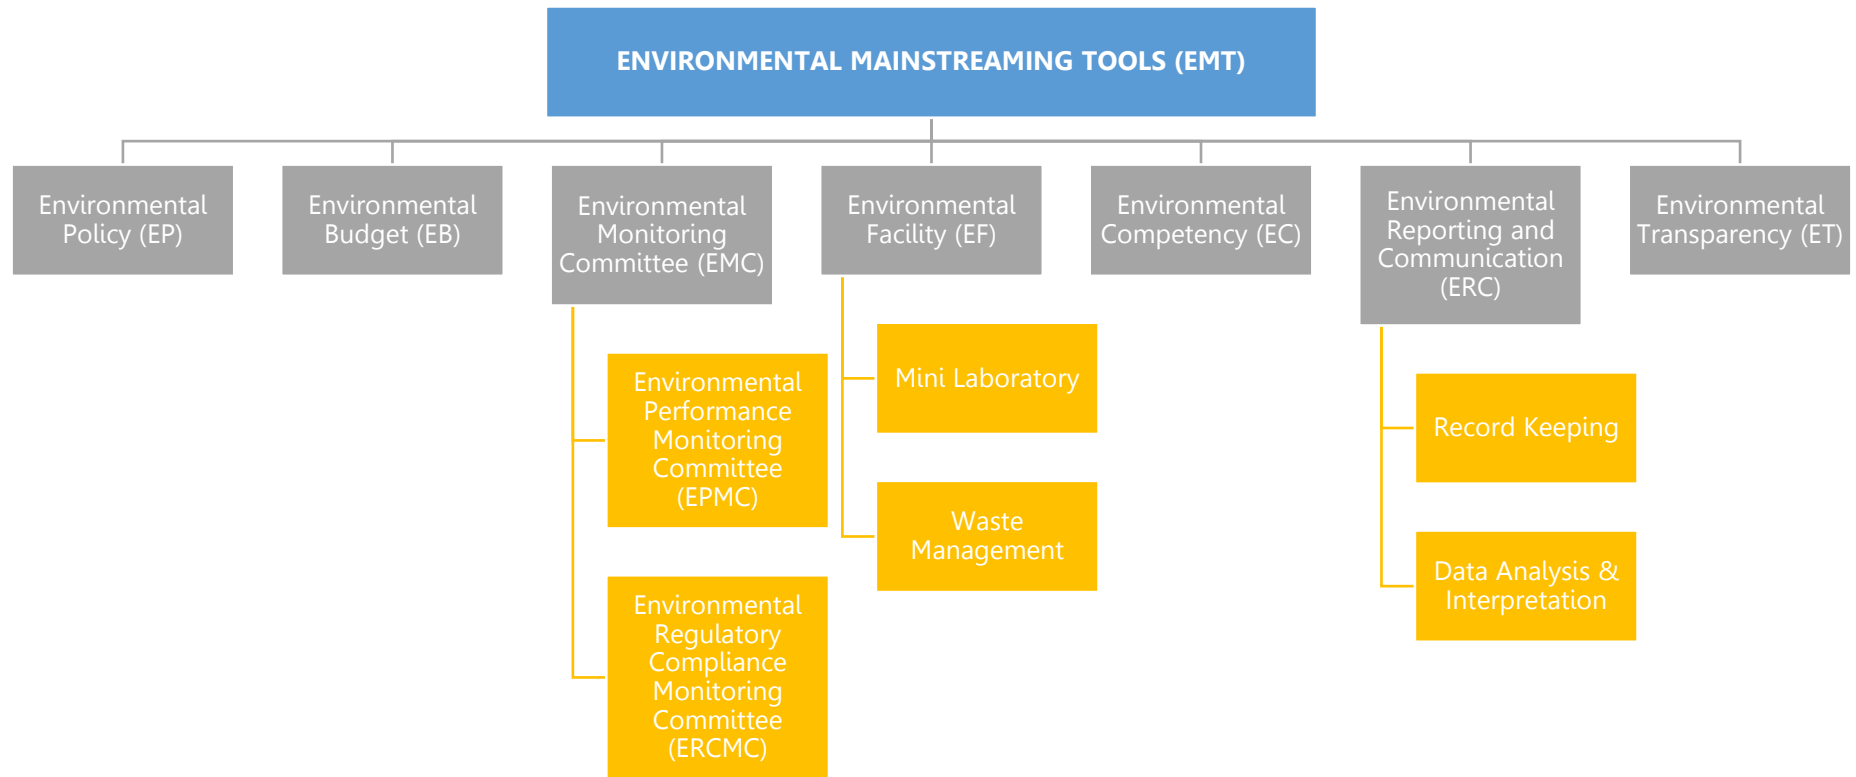 ENVIRONMENTAL MAINSTREAMING TOOLS (EMT)
Environmental
Policy (EP)
Environmental
Budget (EB)
Environmental
Monitoring
Committee (EMC)
Environmental
Performance
Monitoring
Committee
(EPMC)
Environmental
Regulatory
Compliance
Monitoring
Committee
(ERCMC)
Environmental
Facility (EF)
Mini Laboratory
Waste
Management
Environmental
Competency (EC)
Environmental
Reporting and
Communication
(ERC)
Record Keeping
Data Analysis &
Interpretation
Environmental
Transparency (ET)